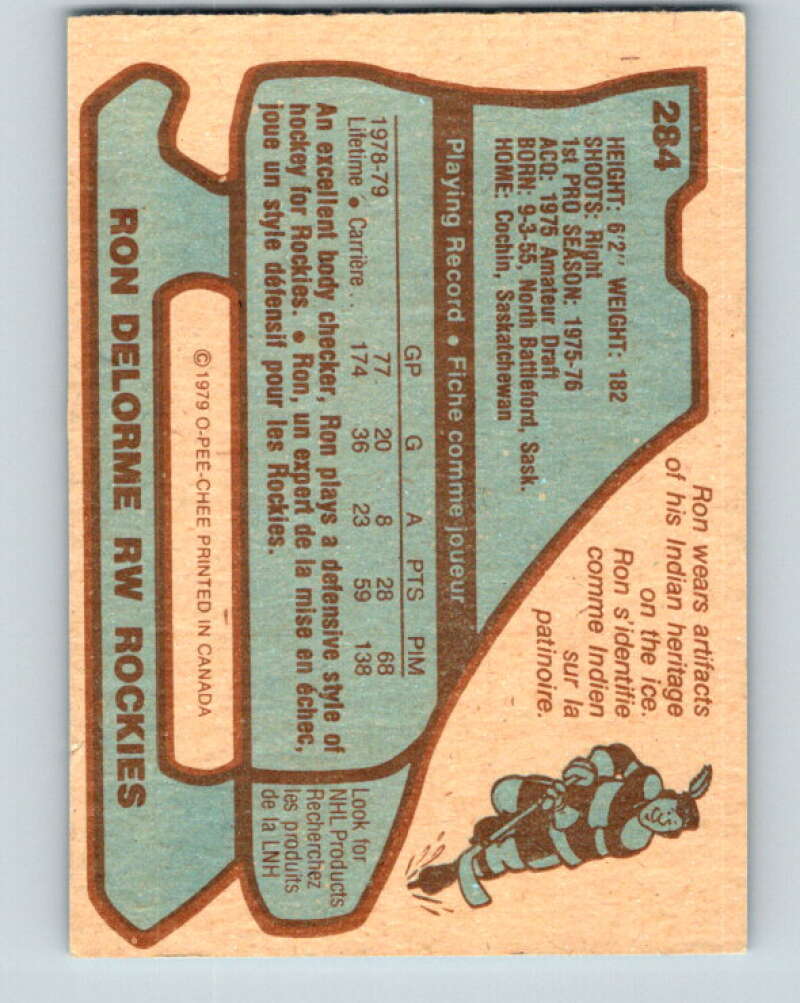 284
HEIGHT: 6'2" WEIGHT: 182
SHOOTS: Right
1st PRO SEASON: 1975-76
ACQ: 1975 Amateur Draft
BORN: 9-3-55, North Battleford, Sask.
HOME: Cochin, Saskatchewan
Ron wears artifacts
of his Indian heritage
on the ice.
Ron s'identifie
comme Indien
sur la
patinoire.
Playing Record • Fiche comme joueur
GP G A PTS PIM
1978-79 77 20 8 28 68
Lifetime • Carrière... 174 36 23 59 138
An excellent body checker, Ron plays a defensive style of
hockey for Rockies. • Ron, un expert de la mise en échec,
joue un style défensif pour les Rockies.
Look for
NHL Products
Recherchez
les produits
de la LNH
©1979 O-PEE-CHEE PRINTED IN CANADA
RON DELORME RW ROCKIES